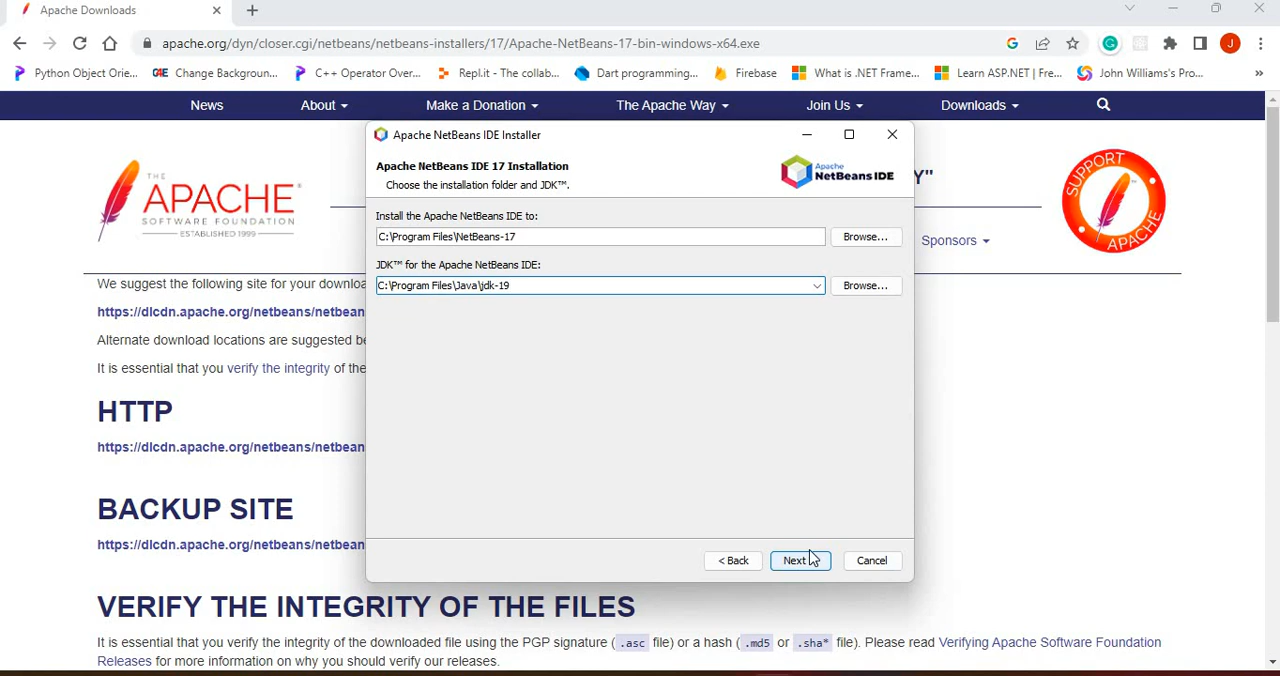 Apache Downloads
apache.org/dyn/closer.cgi/netbeans/netbeans-installers/17/Apache-NetBeans-17-bin-windows-x64.exe
G J
Python Object Orie... CAE Change Backgroun... C++ Operator Over... Repl.it - The collab... Dart programming... Firebase What is .NET Frame... Learn ASP.NET | Fre... John Williams's Pro... »
News About The Apache Way Make a Donation Join Us Downloads
Apache NetBeans IDE Installer
Apache NetBeans IDE 17 Installation
Choose the installation folder and JDK™.
Apache
NetBeans IDE
Y"
THE
APACHE
SOFTWARE FOUNDATION
ESTABLISHED 1999
SUPPORT
APACHE
Install the Apache NetBeans IDE to:
C:\Program Files\NetBeans-17 Browse...
Sponsors
JDK™ for the Apache NetBeans IDE:
C:\Program Files\Java\jdk-19 Browse...
We suggest the following site for your downloa
https://dlcdn.apache.org/netbeans/netbean
Alternate download locations are suggested be
It is essential that you verify the integrity of the
HTTP
https://dlcdn.apache.org/netbeans/netbean
BACKUP SITE
https://dlcdn.apache.org/netbeans/netbean
< Back Next Cancel
VERIFY THE INTEGRITY OF THE FILES
It is essential that you verify the integrity of the downloaded file using the PGP signature ( .asc file) or a hash ( .md5 or .sha* file). Please read Verifying Apache Software Foundation
Releases for more information on why you should verify our releases.